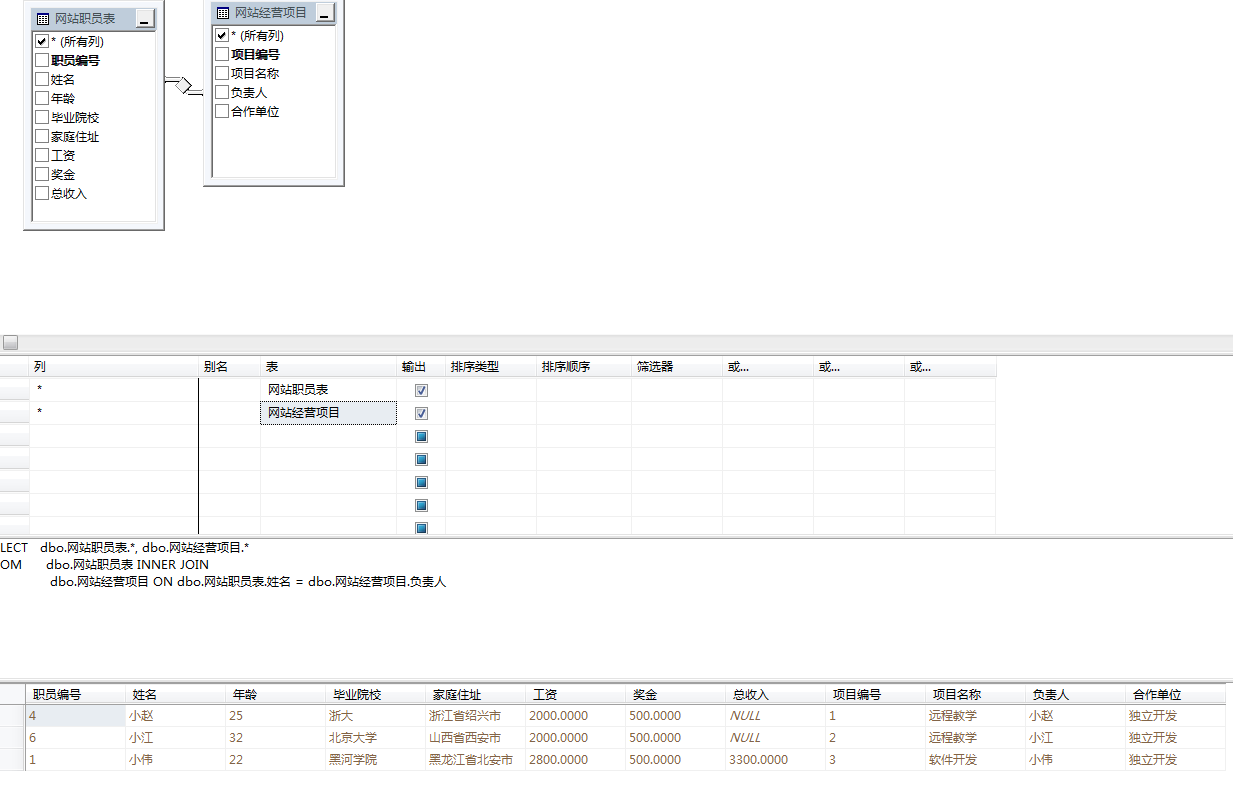 网站职员表
* (所有列)
职员编号
姓名
年龄
毕业院校
家庭住址
工资
奖金
总收入
网站经营项目
* (所有列)
项目编号
项目名称
负责人
合作单位
列 别名 表 输出 排序类型 排序顺序 筛选器 或... 或... 或...
* 网站职员表
* 网站经营项目
LECT dbo.网站职员表.*, dbo.网站经营项目.*
OM dbo.网站职员表 INNER JOIN
dbo.网站经营项目 ON dbo.网站职员表.姓名 = dbo.网站经营项目.负责人
职员编号 姓名 年龄 毕业院校 家庭住址 工资 奖金 总收入 项目编号 项目名称 负责人 合作单位
4 小赵 25 浙大 浙江省绍兴市 2000.0000 500.0000 NULL 1 远程教学 小赵 独立开发
6 小江 32 北京大学 山西省西安市 2000.0000 500.0000 NULL 2 远程教学 小江 独立开发
1 小伟 22 黑河学院 黑龙江省北安市 2800.0000 500.0000 3300.0000 3 软件开发 小伟 独立开发